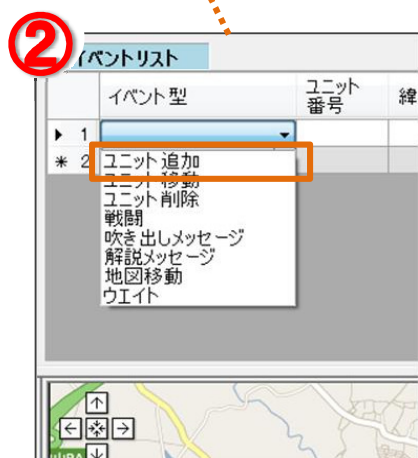 ②
イベントリスト
イベント型 ユニット番号 緯
1
2 ユニット追加
ユニット移動
ユニット削除
戦闘
吹き出しメッセージ
解説メッセージ
地図移動
ウエイト